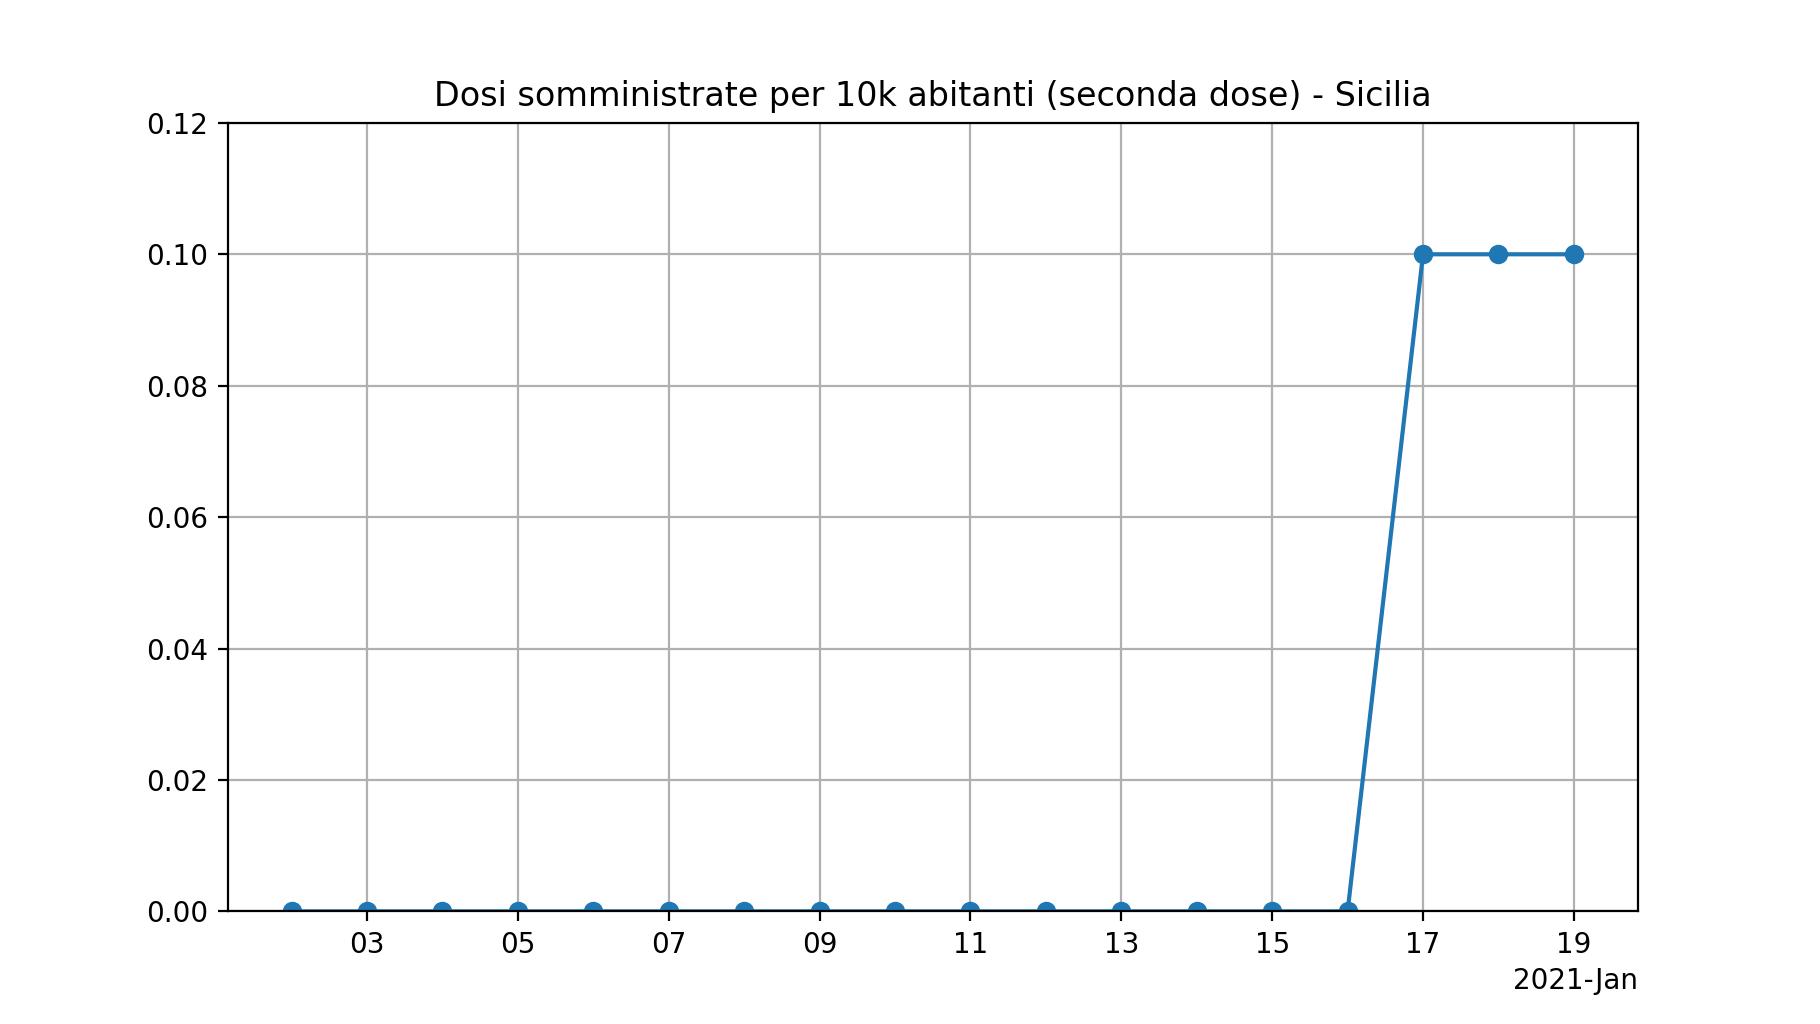 Dosi somministrate per 10k abitanti (seconda dose) - Sicilia
0.12
0.10
0.08
0.06
0.04
0.02
0.00
03 05 07 09 11 13 15 17 19
2021-Jan